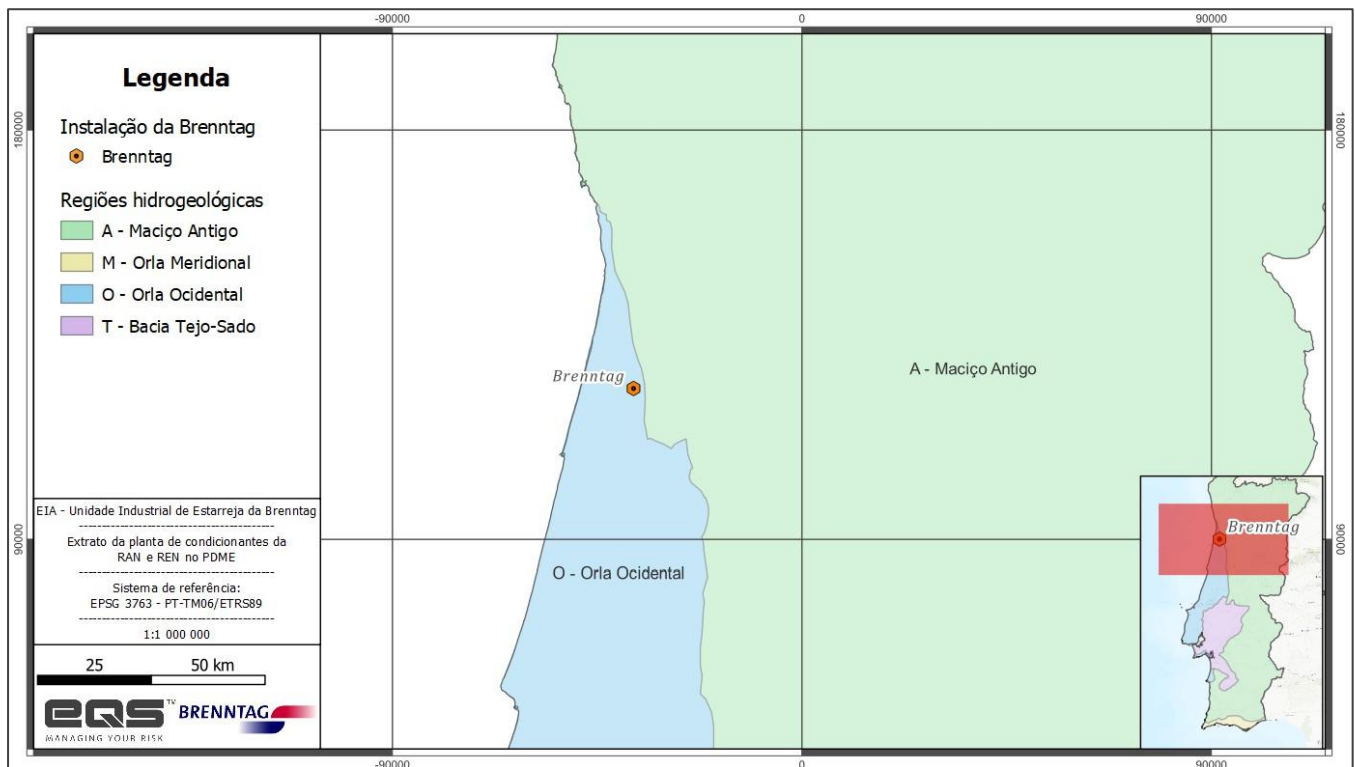 -90000
0
90000
180000
180000
Legenda
Instalação da Brenntag
Brenntag
Regiões hidrogeológicas
A - Maciço Antigo
M - Orla Meridional
O - Orla Ocidental
T - Bacia Tejo-Sado
Brenntag
A - Maciço Antigo
O - Orla Ocidental
Brenntag
90000
90000
EIA - Unidade Industrial de Estarreja da Brenntag
----------------------------------------
Extrato da planta de condicionantes da
RAN e REN no PDME
----------------------------------------
Sistema de referência:
EPSG 3763 - PT-TM06/ETRS89
----------------------------------------
1:1 000 000
25 50 km
EQS TM
MANAGING YOUR RISK
BRENNTAG
-90000
0
90000